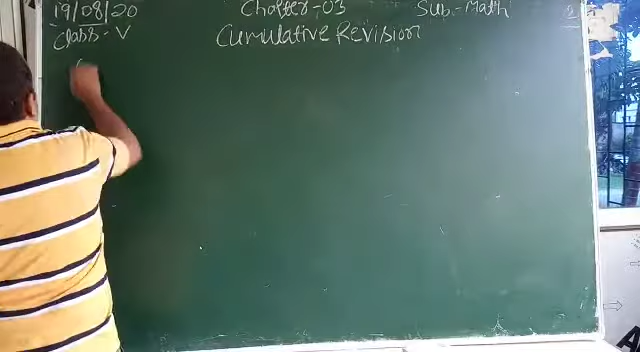 19/08/20 Chapter-03 Sub.-Math
Class-V Cumulative Revision